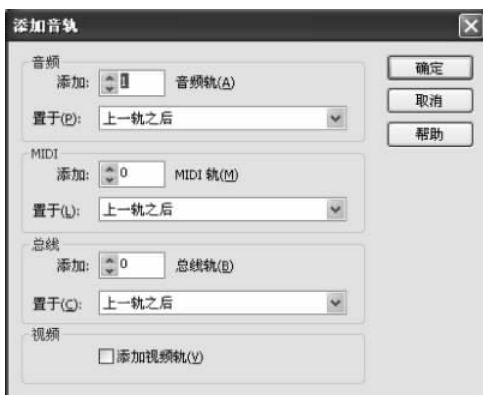 添加音轨
音频
添加: 1 音频轨(A)
置于(P): 上一轨之后
MIDI
添加: 0 MIDI 轨(M)
置于(L): 上一轨之后
总线
添加: 0 总线轨(B)
置于(C): 上一轨之后
视频
添加视频轨(V)
确定
取消
帮助